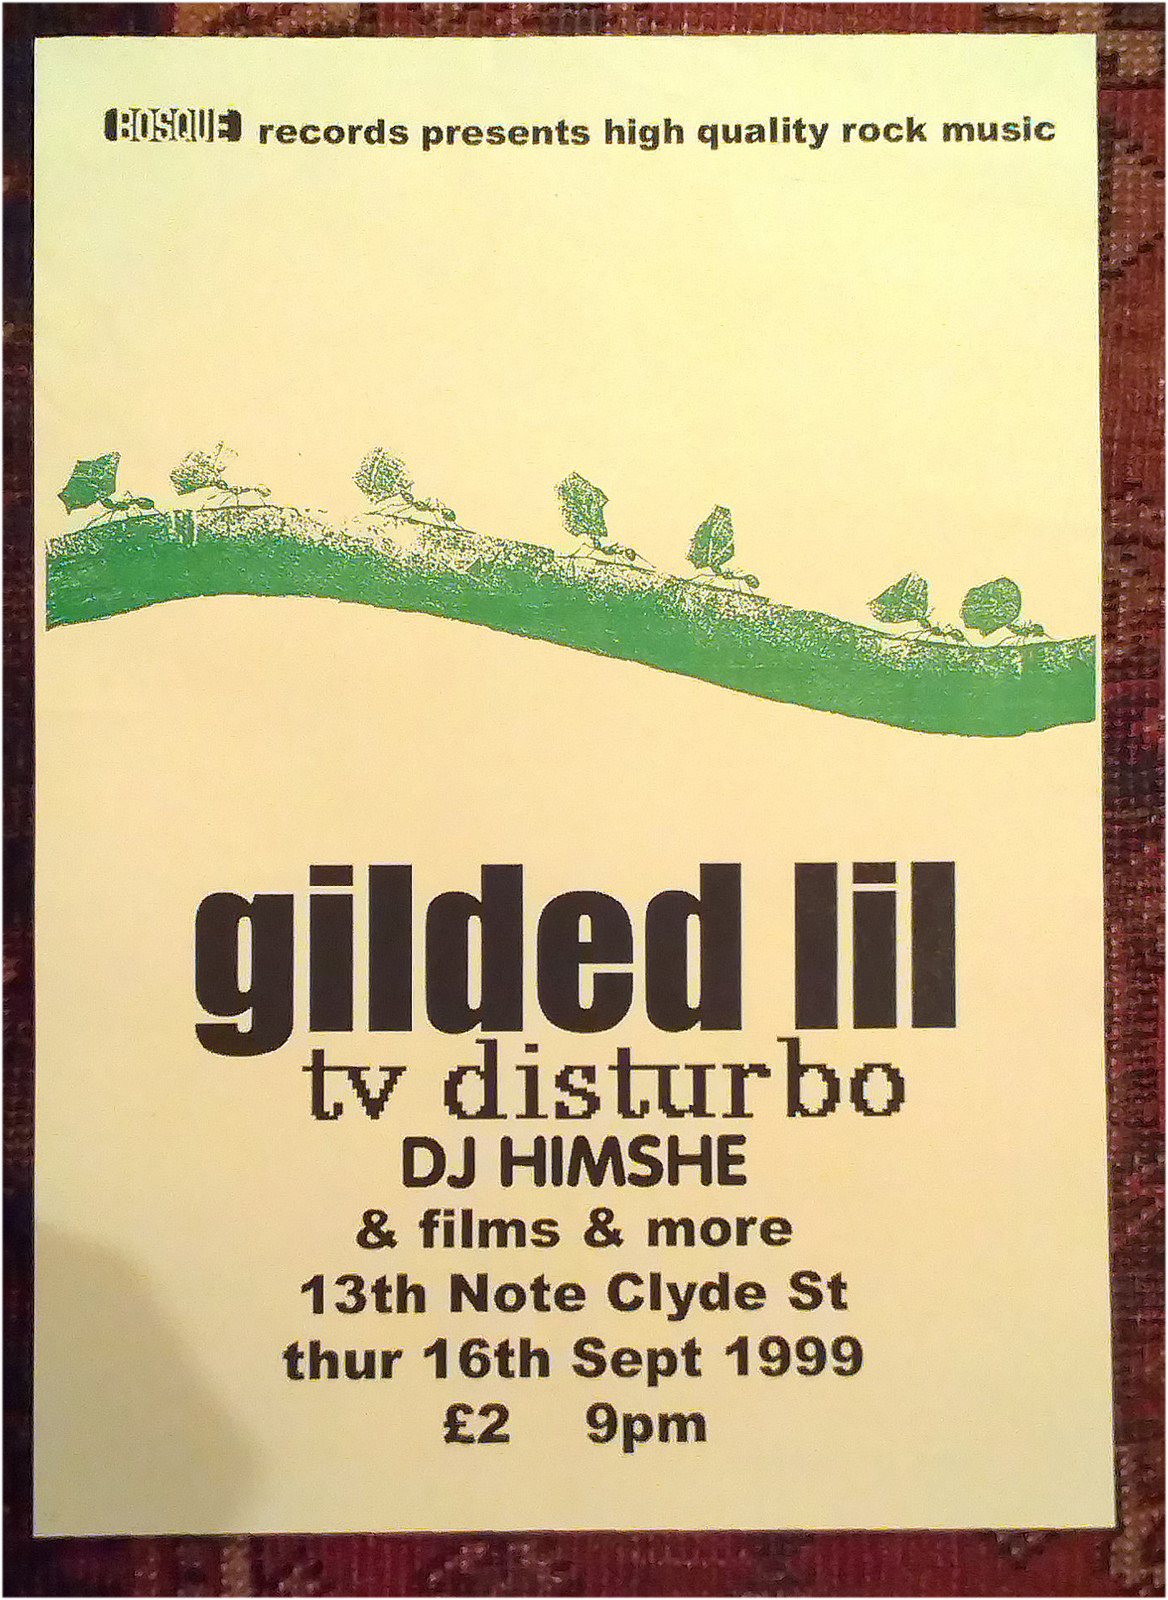 BOSQUE records presents high quality rock music
gilded lil
tv disturbo
DJ HIMSHE
& films & more
13th Note Clyde St
thur 16th Sept 1999
£2 9pm